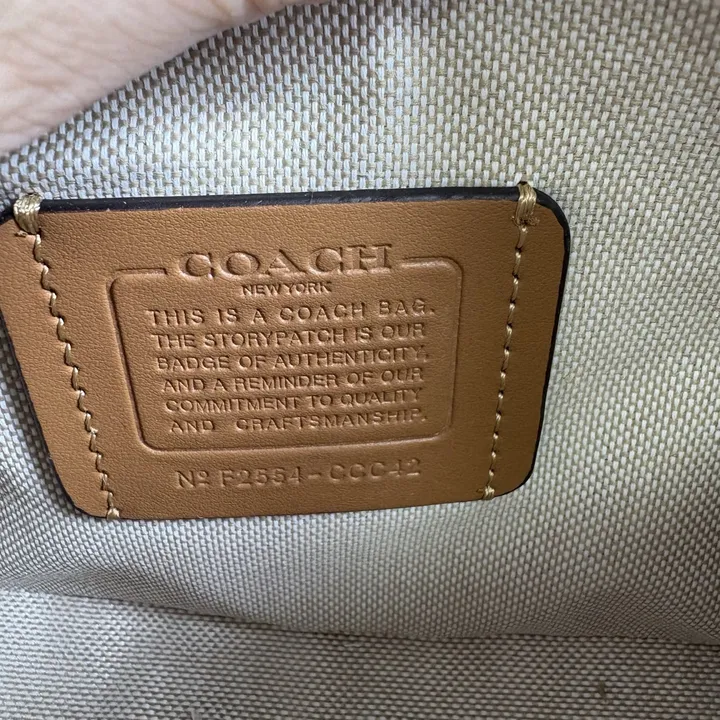 COACH
NEW YORK
THIS IS A COACH BAG.
THE STORYPATCH IS OUR
BADGE OF AUTHENTICITY,
AND A REMINDER OF OUR
COMMITMENT TO QUALITY
AND CRAFTSMANSHIP.
Nº F2554-CCC42